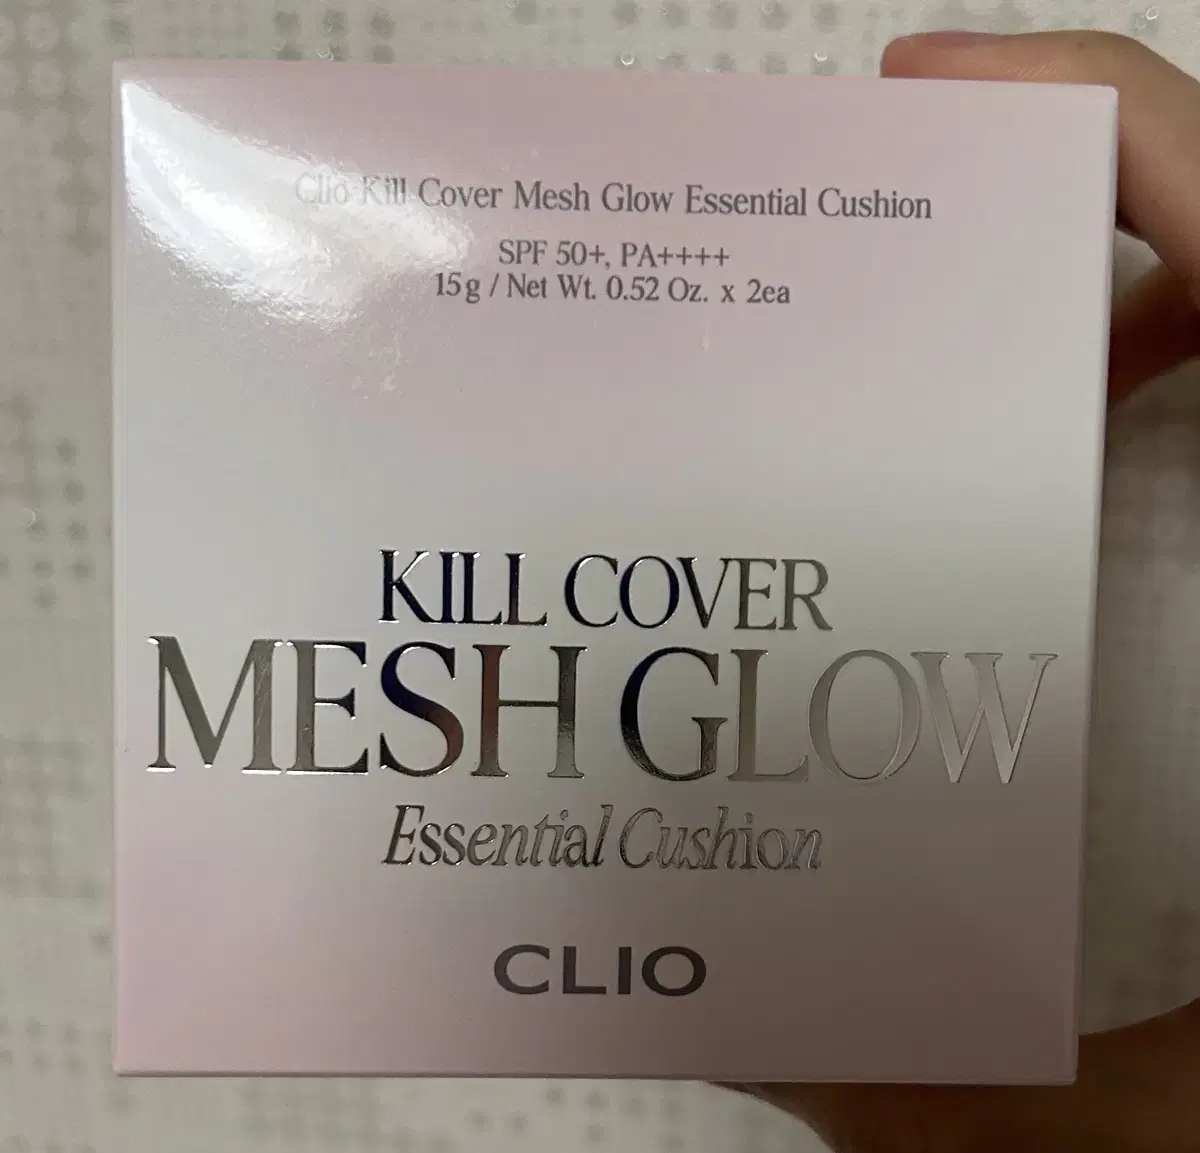 Clio Kill Cover Mesh Glow Essential Cushion
SPF 50+, PA++++
15g / Net Wt. 0.52 Oz. x 2ea
KILL COVER
MESH GLOW
Essential Cushion
CLIO